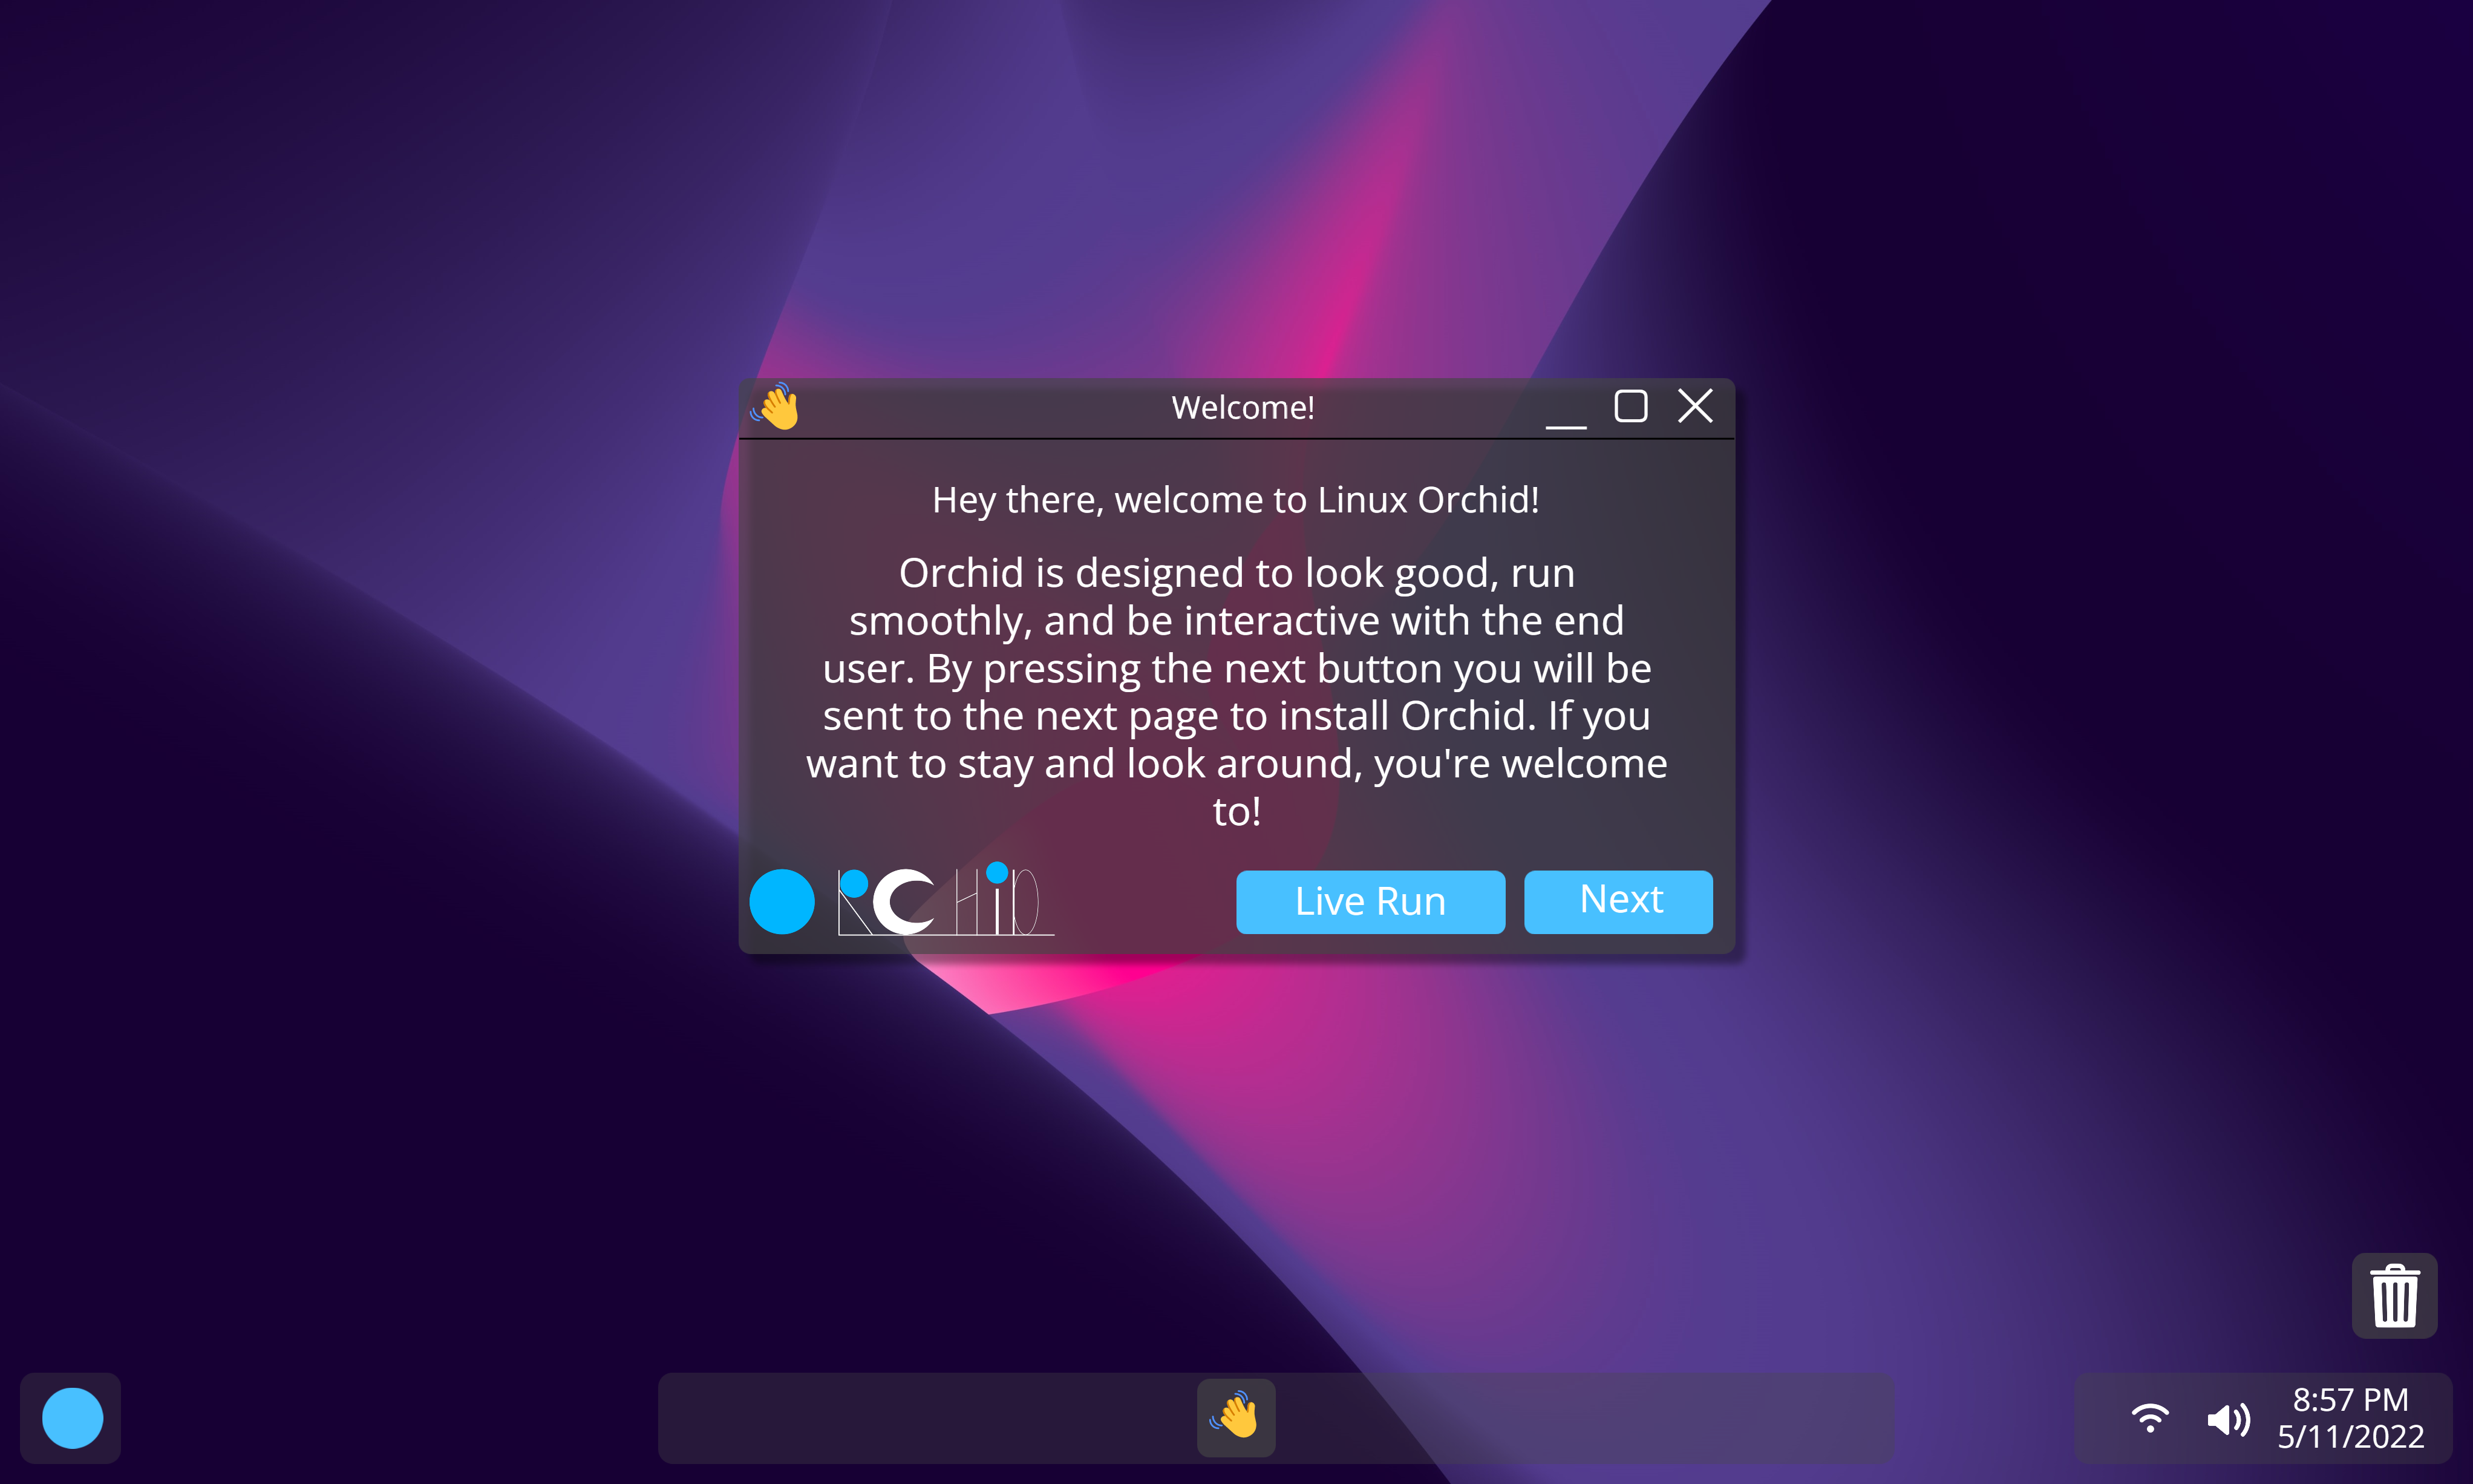 Welcome!
Hey there, welcome to Linux Orchid!
Orchid is designed to look good, run
smoothly, and be interactive with the end
user. By pressing the next button you will be
sent to the next page to install Orchid. If you
want to stay and look around, you're welcome
to!
RCHiD
Live Run
Next
8:57 PM
5/11/2022